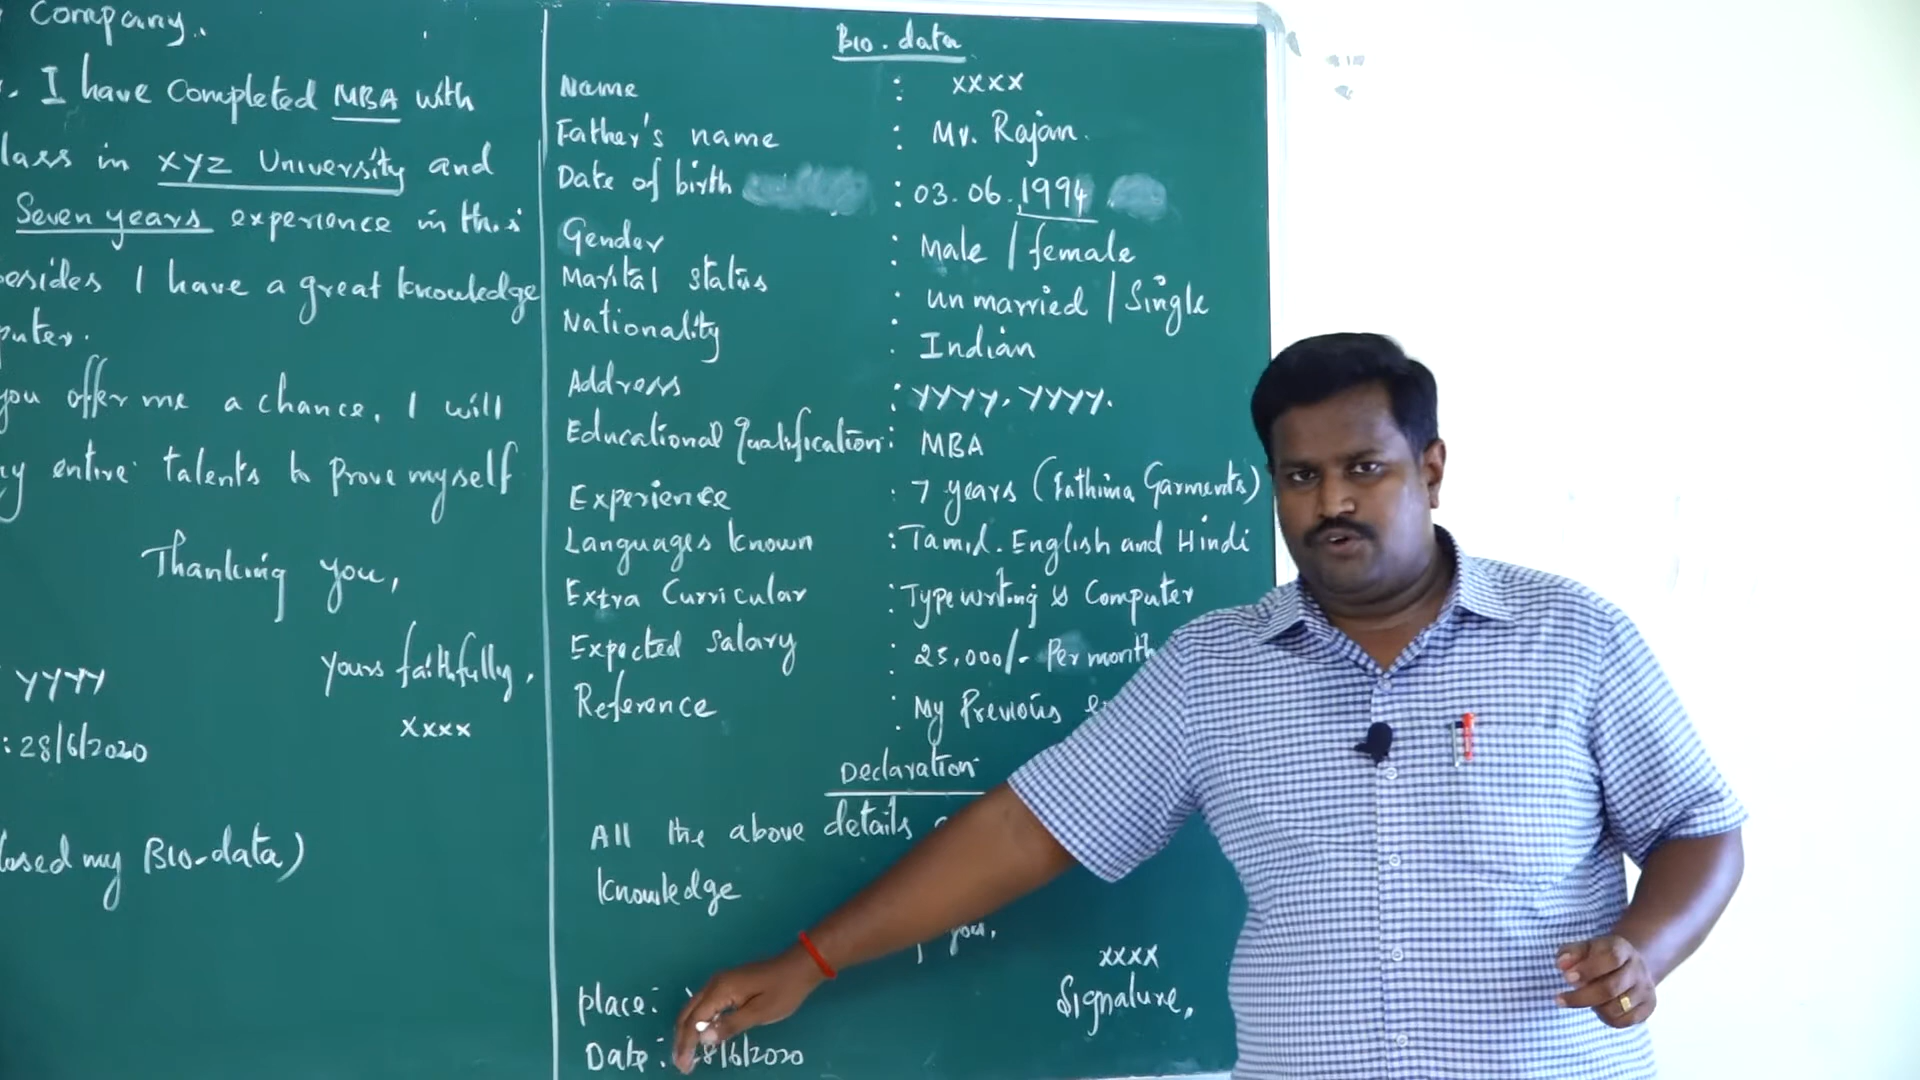 Company.
. I have Completed MBA with
lass in xyz University and
Seven years experience in this
esides I have a great knowledge
puter.
you offer me a chance, I will
my entire talents to prove myself
Thanking you,
yours faithfully,
xxxx
yyyy
: 28/6/2020
losed my Bio-data)
Bio.data
Name : xxxx
Father's name : Mr. Rajan.
Date of birth : 03.06.1994
Gender : Male / female
Marital status : unmarried / Single
Nationality : Indian
Address : yyyy, yyyy.
Educational Qualification : MBA
Experience : 7 years (Fathima Garments)
Languages known : Tamil, English and Hindi
Extra Curricular : Typewriting & Computer
Expected salary : 25,000/- Per month
Reference : My Previous
Declaration
All the above details
knowledge
you,
xxxx
place:
Signature,
Date: 28/6/2020